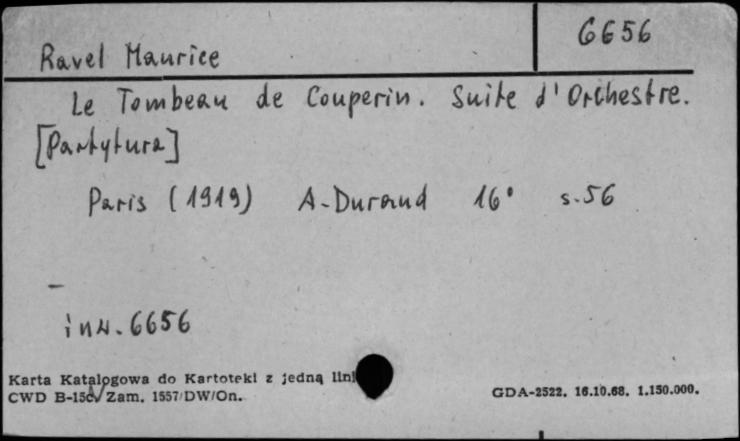 6656
Ravel Maurice
Le Tombeau de Couperin. Suite d'Orchestre.
[Partytura]
Paris (1919) A-Durand 16° s.56
inw. 6656
Karta Katalogowa do Kartoteki z jedną lini
CWD B-15c/ Zam. 1557/DW/On.
GDA-2522. 16.10.68. 1.150.000.